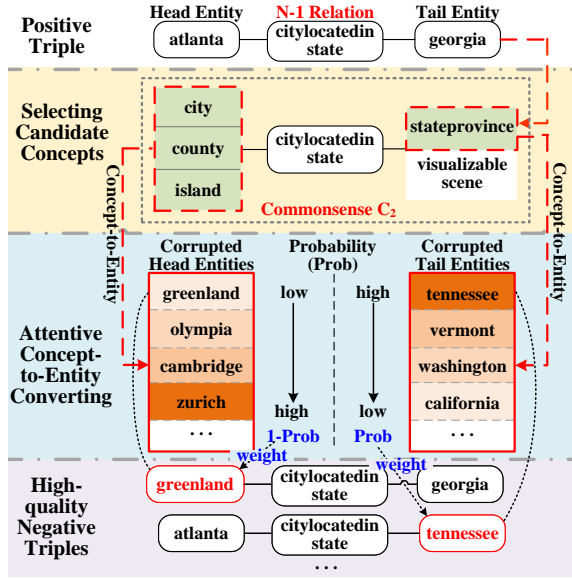 Head Entity N-1 Relation Tail Entity
Positive
Triple
atlanta
citylocatedin
state
georgia
Selecting
Candidate
Concepts
city
county
island
citylocatedin
state
stateprovince
visualizable
scene
Commonsense C₂
Concept-to-Entity
Concept-to-Entity
Corrupted
Head Entities
Probability
(Prob)
Corrupted
Tail Entities
Attentive
Concept-
to-Entity
Converting
greenland
olympia
cambridge
zurich
...
low
high
high
low
1-Prob
Prob
tennessee
vermont
washington
california
...
weight
weight
High-
quality
Negative
Triples
greenland
citylocatedin
state
georgia
atlanta
citylocatedin
state
tennessee
...